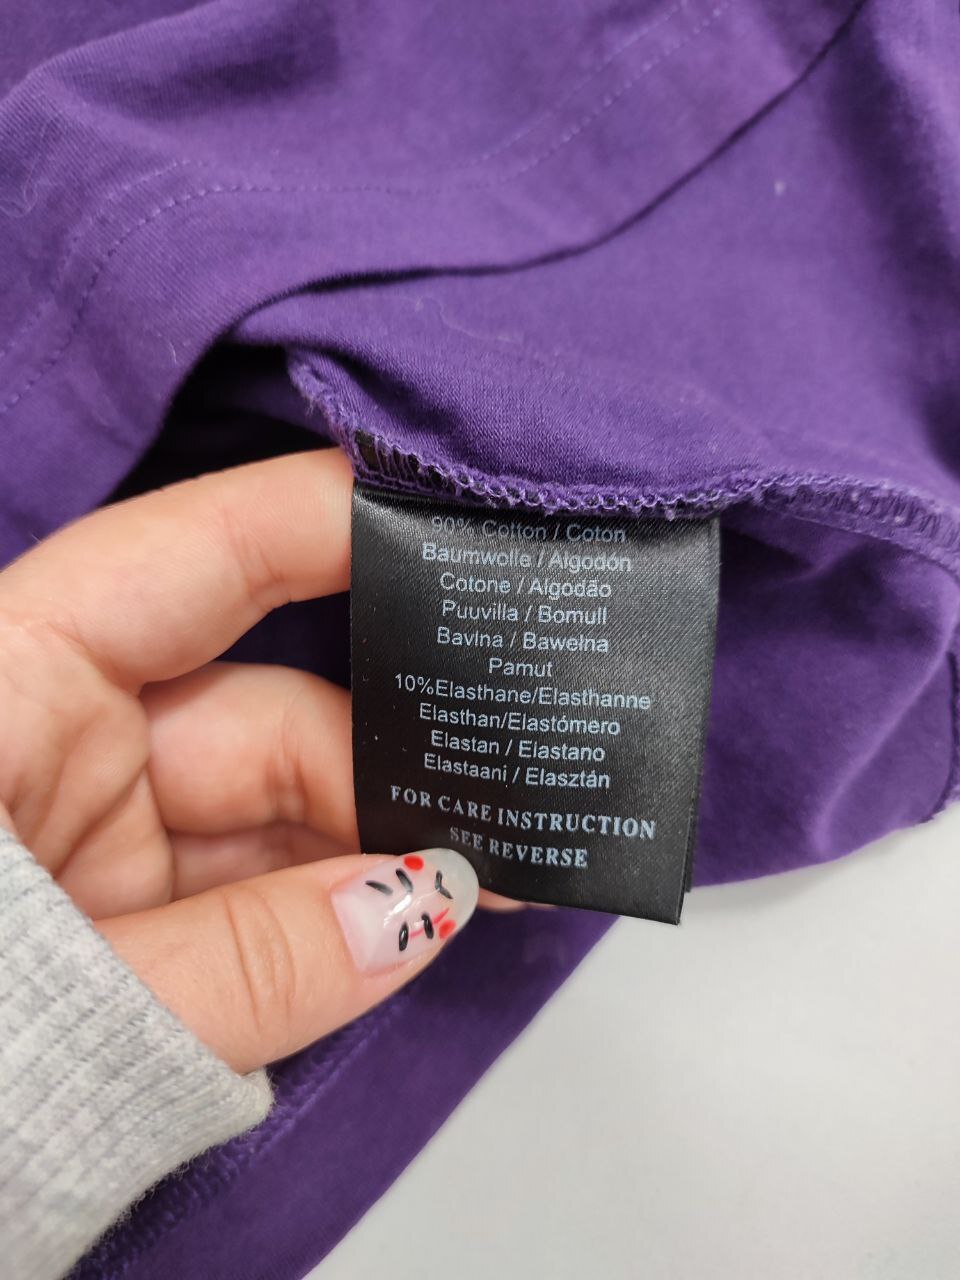 90% Cotton / Coton
Baumwolle / Algodón
Cotone / Algodão
Puuvilla / Bomull
Bavlna / Bawełna
Pamut
10%Elasthane/Elasthanne
Elasthan/Elastómero
Elastan / Elastano
Elastaani / Elasztán
FOR CARE INSTRUCTION
SEE REVERSE